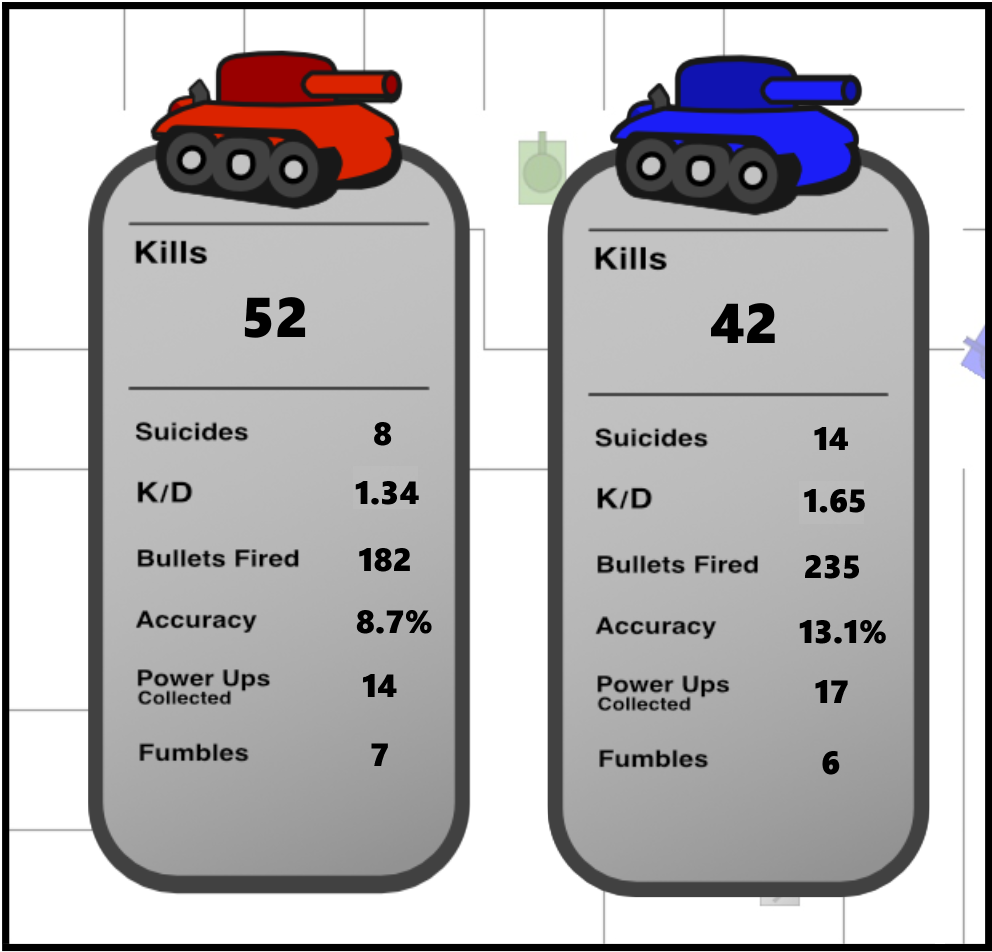 Kills
52
Suicides 8
K/D 1.34
Bullets Fired 182
Accuracy 8.7%
Power Ups 14
Collected
Fumbles 7
Kills
42
Suicides 14
K/D 1.65
Bullets Fired 235
Accuracy 13.1%
Power Ups 17
Collected
Fumbles 6